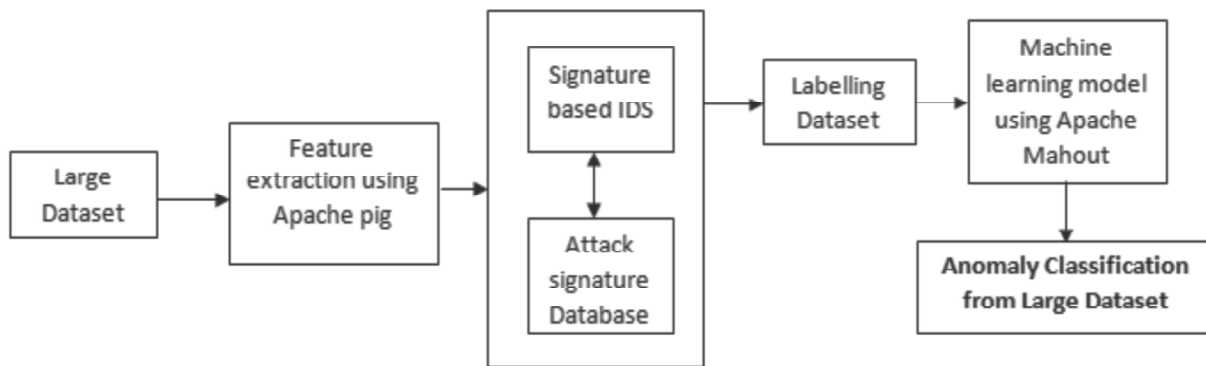 Large
Dataset
Feature
extraction using
Apache pig
Signature
based IDS
Attack
signature
Database
Labelling
Dataset
Machine
learning model
using Apache
Mahout
Anomaly Classification
from Large Dataset